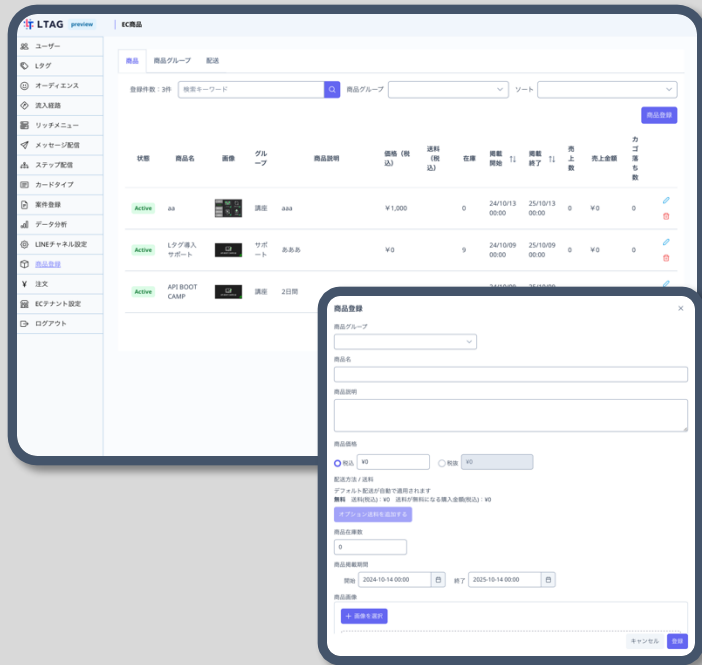 LTAG preview
EC商品
ユーザー
Lタグ
オーディエンス
流入経路
リッチメニュー
メッセージ配信
ステップ配信
カードタイプ
案件登録
データ分析
LINEチャネル設定
商品登録
¥ 注文
ECテナント設定
ログアウト
商品 商品グループ 配送
登録件数：3件 検索キーワード 商品グループ ソート
商品登録
状態 商品名 画像 グループ 商品説明 価格（税込） 送料（税込） 在庫 掲載開始 掲載終了 売上数 売上金額 カゴ落ち数
Active aa 講座 aaa ¥1,000 0 24/10/13 00:00 25/10/13 00:00 0 ¥0 0
Active Lタグ導入サポート サポート あああ ¥0 9 24/10/09 00:00 25/10/09 00:00 0 ¥0 0
Active API BOOT CAMP 講座 2日間 24/10/09 25/10/09
商品登録 ×
商品グループ
商品名
商品説明
商品価格
税込 ¥0 税抜 ¥0
配送方法 / 送料
デフォルト配送が自動で適用されます
無料 送料(税込)：¥0 送料が無料になる購入金額(税込)：¥0
オプション送料を追加する
商品在庫数
0
商品掲載期間
開始 2024-10-14 00:00 終了 2025-10-14 00:00
商品画像
+ 画像を選択
キャンセル 登録